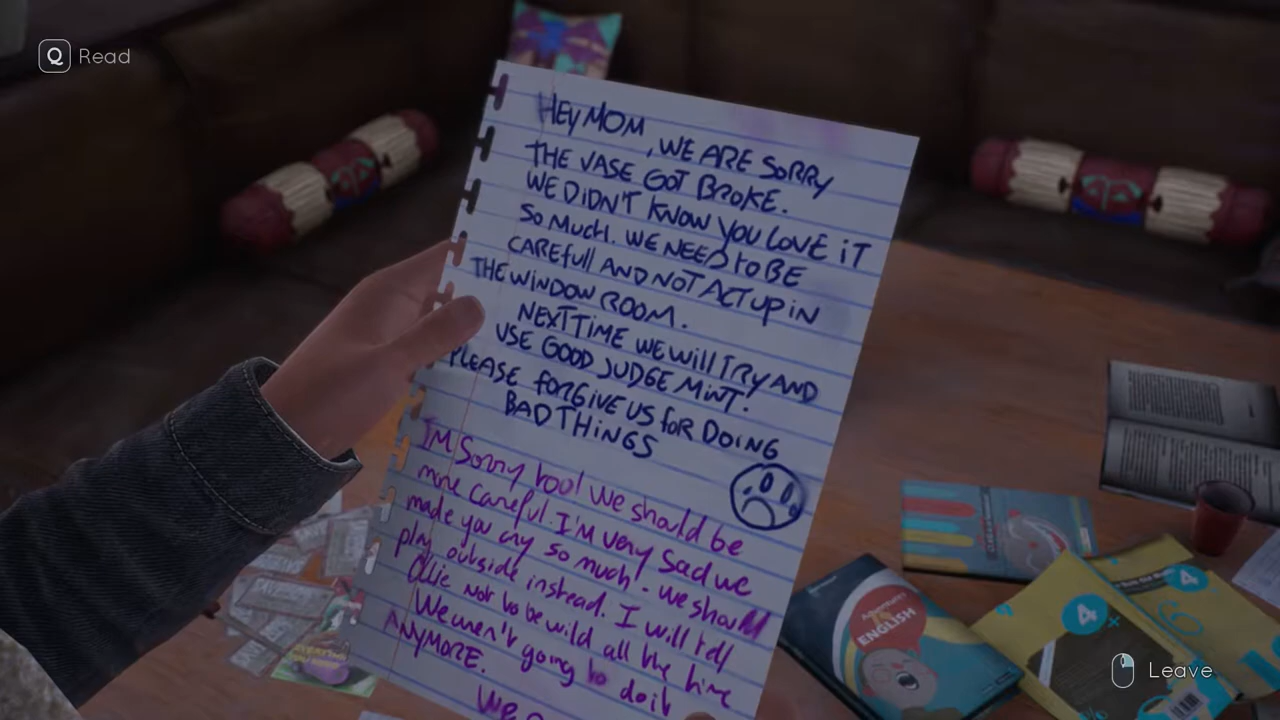 Q Read
HEY MOM, WE ARE SORRY
THE VASE GOT BROKE.
WE DIDN'T KNOW YOU LOVE iT
SO MucH. WE NEED to BE
CAREfull AND NOT ACT UP iN
THE WINDOW ROOM.
NEXT TiME WE Will TRY AND
USE GOOD JUDGE MiNT.
PLEASE FORGiVE US foR DOiNG
BAD THiNGS
I'M Sorry too! We should be
more careful. I'm very sad we
made you cry so much! We should
play outside instead. I will tell
Ollie not to be wild all the time
We weren't going to do it
ANYMORE.
We
ENGLISH
4
4
Leave